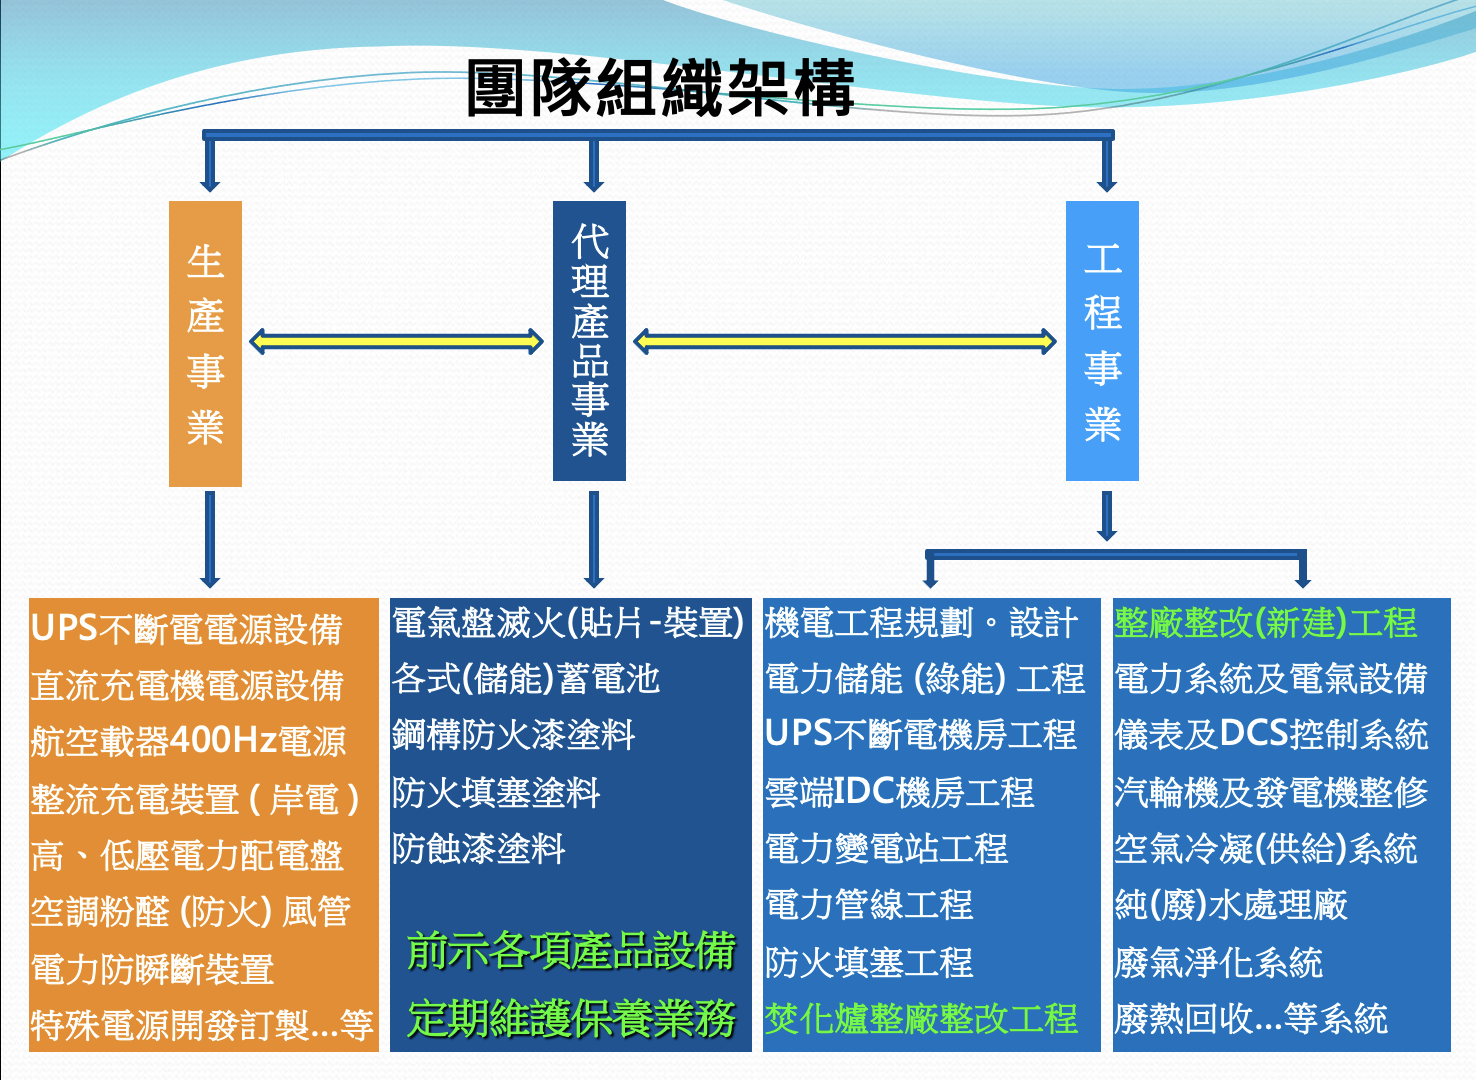 團隊組織架構
生產事業
代理產品事業
工程事業
UPS不斷電電源設備
直流充電機電源設備
航空載器400Hz電源
整流充電裝置 ( 岸電 )
高、低壓電力配電盤
空調粉醛 (防火) 風管
電力防瞬斷裝置
特殊電源開發訂製...等
電氣盤滅火(貼片-裝置)
各式(儲能)蓄電池
鋼構防火漆塗料
防火填塞塗料
防蝕漆塗料
前示各項產品設備
定期維護保養業務
機電工程規劃。設計
電力儲能 (綠能) 工程
UPS不斷電機房工程
雲端IDC機房工程
電力變電站工程
電力管線工程
防火填塞工程
焚化爐整廠整改工程
整廠整改(新建)工程
電力系統及電氣設備
儀表及DCS控制系統
汽輪機及發電機整修
空氣冷凝(供給)系統
純(廢)水處理廠
廢氣淨化系統
廢熱回收...等系統